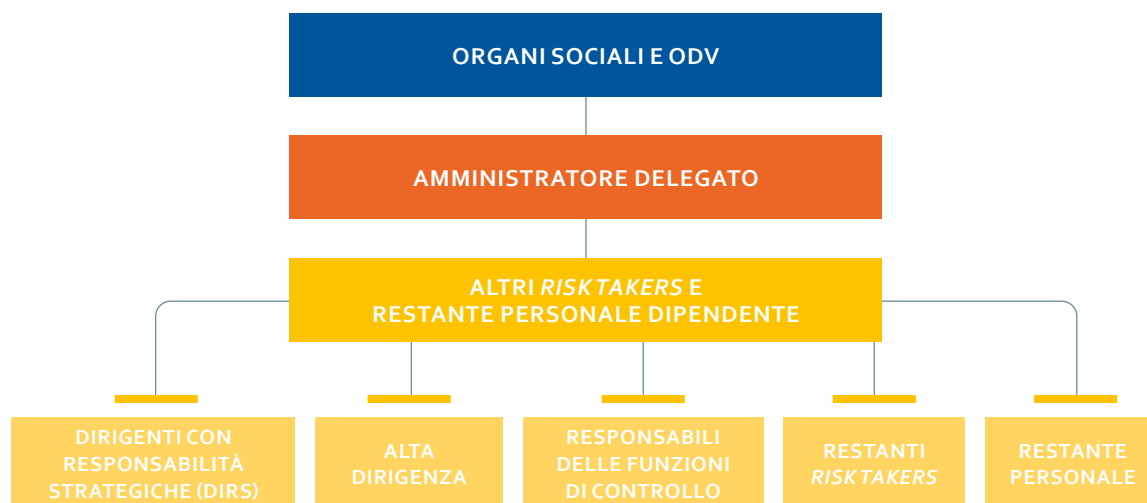 ORGANI SOCIALI E ODV
AMMINISTRATORE DELEGATO
ALTRI RISK TAKERS E
RESTANTE PERSONALE DIPENDENTE
DIRIGENTI CON
RESPONSABILITÀ
STRATEGICHE (DIRS)
ALTA
DIRIGENZA
RESPONSABILI
DELLE FUNZIONI
DI CONTROLLO
RESTANTI
RISK TAKERS
RESTANTE
PERSONALE